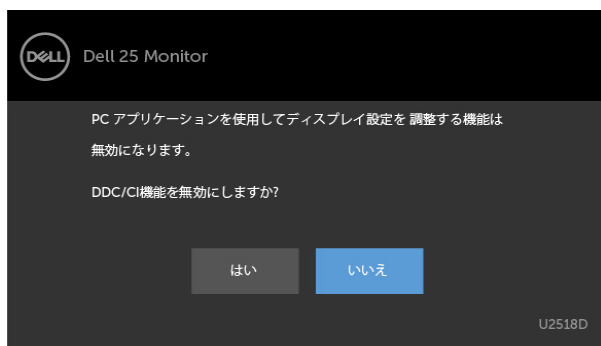 DELL Dell 25 Monitor
PC アプリケーションを使用してディスプレイ設定を 調整する機能は
無効になります。
DDC/CI機能を無効にしますか?
はい いいえ
U2518D